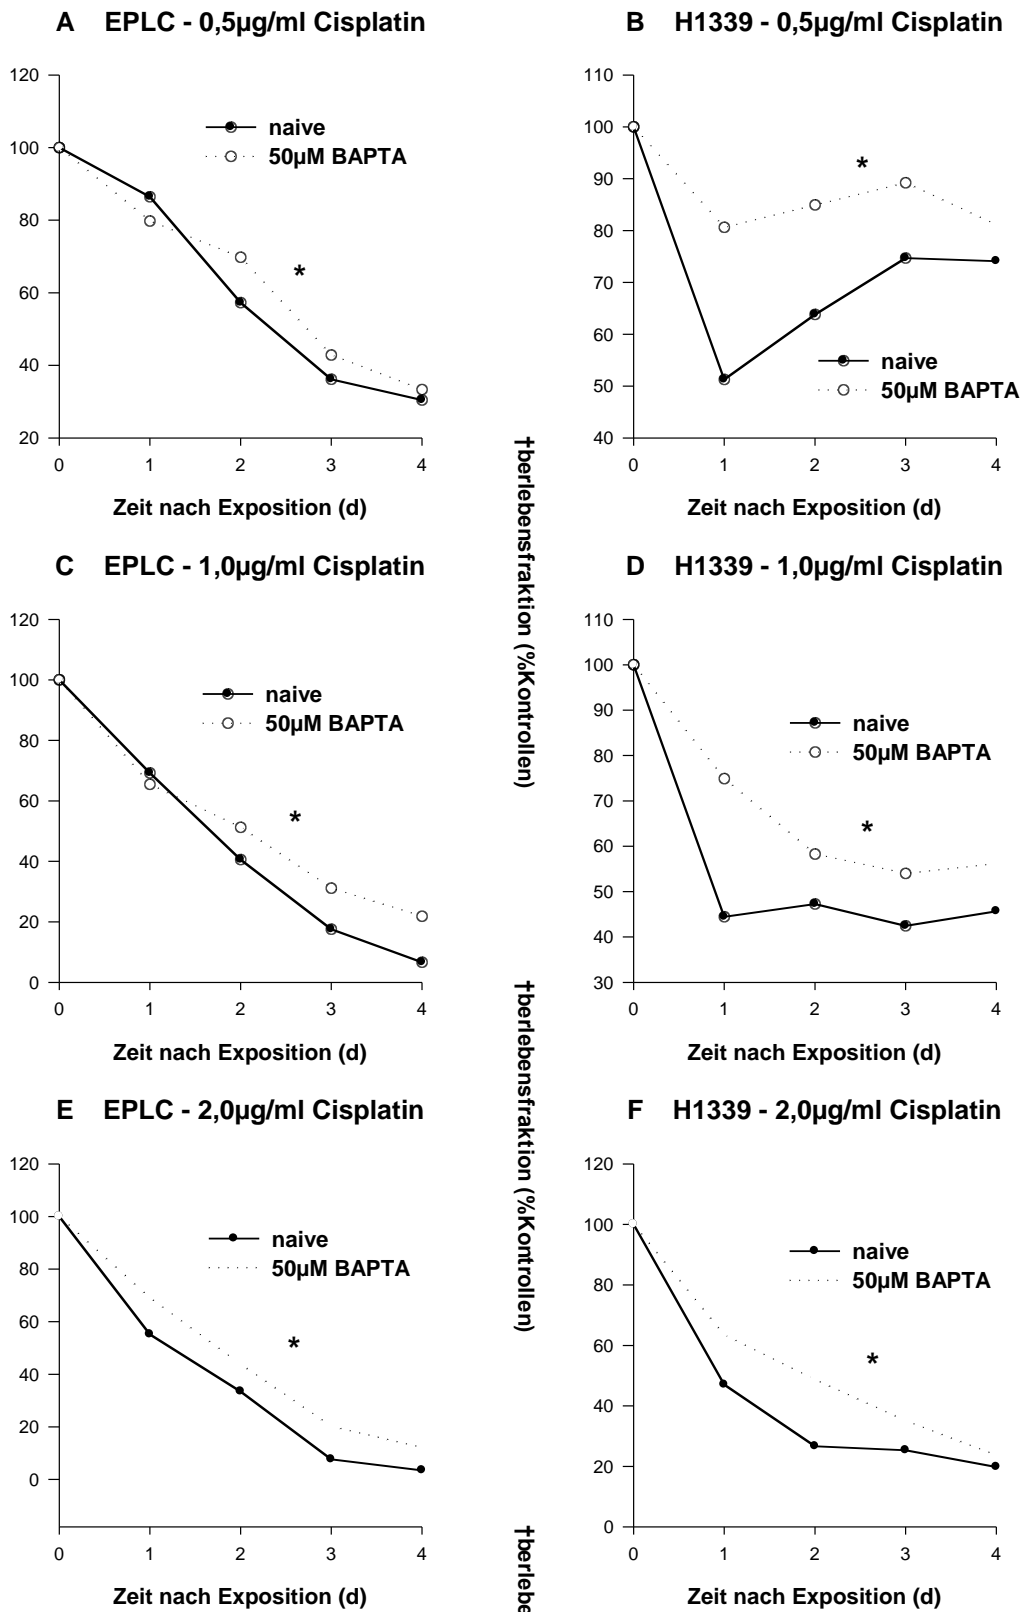 A EPLC - 0,5µg/ml Cisplatin
120
100
80
60
40
20
naive
50µM BAPTA
*
0 1 2 3 4
Zeit nach Exposition (d)
B H1339 - 0,5µg/ml Cisplatin
110
100
90
80
70
60
50
40
*
naive
50µM BAPTA
0 1 2 3 4
Zeit nach Exposition (d)
†berlebensfraktion (%Kontrollen)
C EPLC - 1,0µg/ml Cisplatin
120
100
80
60
40
20
0
naive
50µM BAPTA
*
0 1 2 3 4
Zeit nach Exposition (d)
D H1339 - 1,0µg/ml Cisplatin
110
100
90
80
70
60
50
40
30
naive
50µM BAPTA
*
0 1 2 3 4
Zeit nach Exposition (d)
†berlebensfraktion (%Kontrollen)
E EPLC - 2,0µg/ml Cisplatin
120
100
80
60
40
20
0
naive
50µM BAPTA
*
0 1 2 3 4
Zeit nach Exposition (d)
F H1339 - 2,0µg/ml Cisplatin
120
100
80
60
40
20
0
naive
50µM BAPTA
*
0 1 2 3 4
Zeit nach Exposition (d)
†berlebe